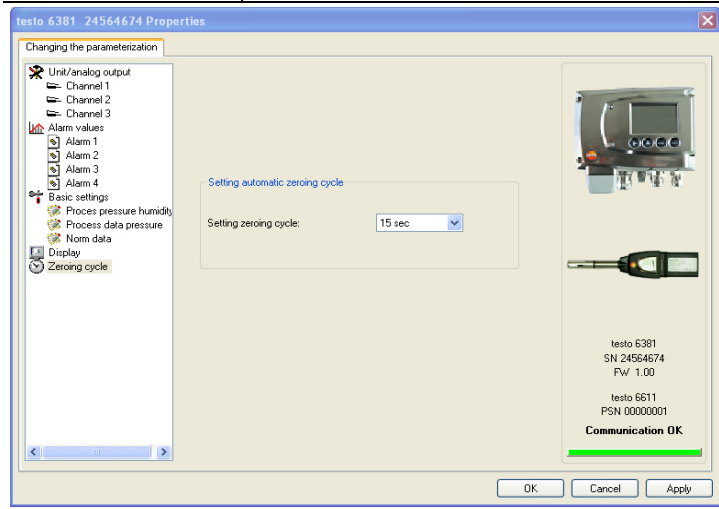 testo 6381 24564674 Properties
Changing the parameterization
Unit/analog output
Channel 1
Channel 2
Channel 3
Alarm values
Alarm 1
Alarm 2
Alarm 3
Alarm 4
Basic settings
Proces pressure humidity
Process data pressure
Norm data
Display
Zeroing cycle
Setting automatic zeroing cycle
Setting zeroing cycle:
15 sec
testo 6381
SN 24564674
FW 1.00
testo 6611
PSN 00000001
Communication OK
OK
Cancel
Apply